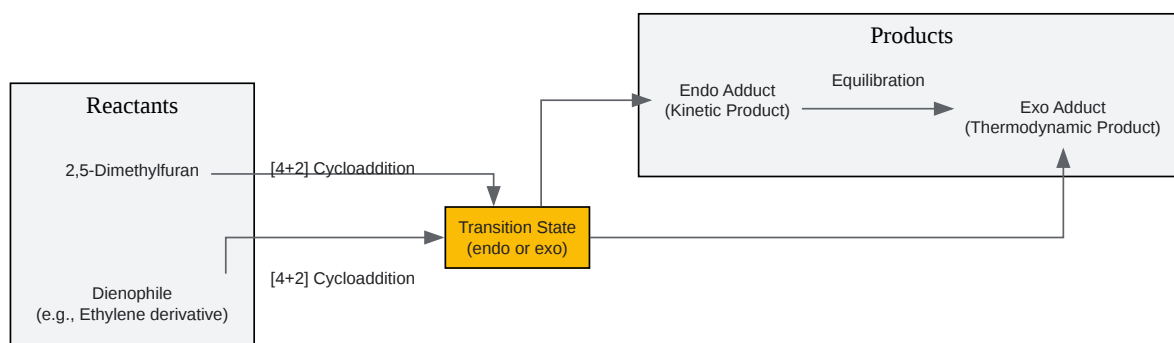 Products
Endo Adduct
(Kinetic Product)
Equilibration
Exo Adduct
(Thermodynamic Product)
Reactants
2,5-Dimethylfuran
[4+2] Cycloaddition
Transition State
(endo or exo)
[4+2] Cycloaddition
Dienophile
(e.g., Ethylene derivative)